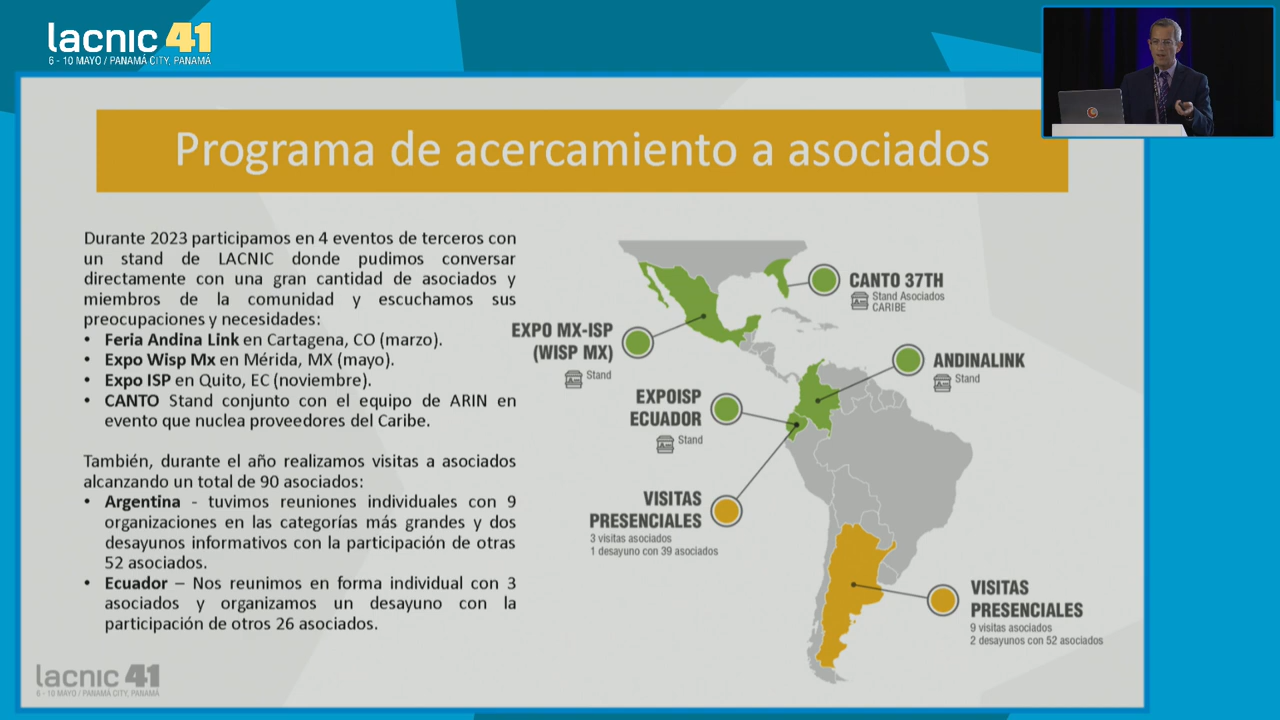 lacnic 41
6 - 10 MAYO / PANAMÁ CITY, PANAMÁ
Programa de acercamiento a asociados
Durante 2023 participamos en 4 eventos de terceros con
un stand de LACNIC donde pudimos conversar
directamente con una gran cantidad de asociados y
miembros de la comunidad y escuchamos sus
preocupaciones y necesidades:
• Feria Andina Link en Cartagena, CO (marzo).
• Expo Wisp Mx en Mérida, MX (mayo).
• Expo ISP en Quito, EC (noviembre).
• CANTO Stand conjunto con el equipo de ARIN en
evento que nuclea proveedores del Caribe.
También, durante el año realizamos visitas a asociados
alcanzando un total de 90 asociados:
• Argentina - tuvimos reuniones individuales con 9
organizaciones en las categorías más grandes y dos
desayunos informativos con la participación de otras
52 asociados.
• Ecuador – Nos reunimos en forma individual con 3
asociados y organizamos un desayuno con la
participación de otros 26 asociados.
CANTO 37TH
Stand Asociados
CARIBE
EXPO MX-ISP
(WISP MX)
Stand
ANDINALINK
Stand
EXPOISP
ECUADOR
Stand
VISITAS
PRESENCIALES
3 visitas asociados
1 desayuno con 39 asociados
VISITAS
PRESENCIALES
9 visitas asociados
2 desayunos con 52 asociados
lacnic 41
6 - 10 MAYO / PANAMÁ CITY, PANAMÁ